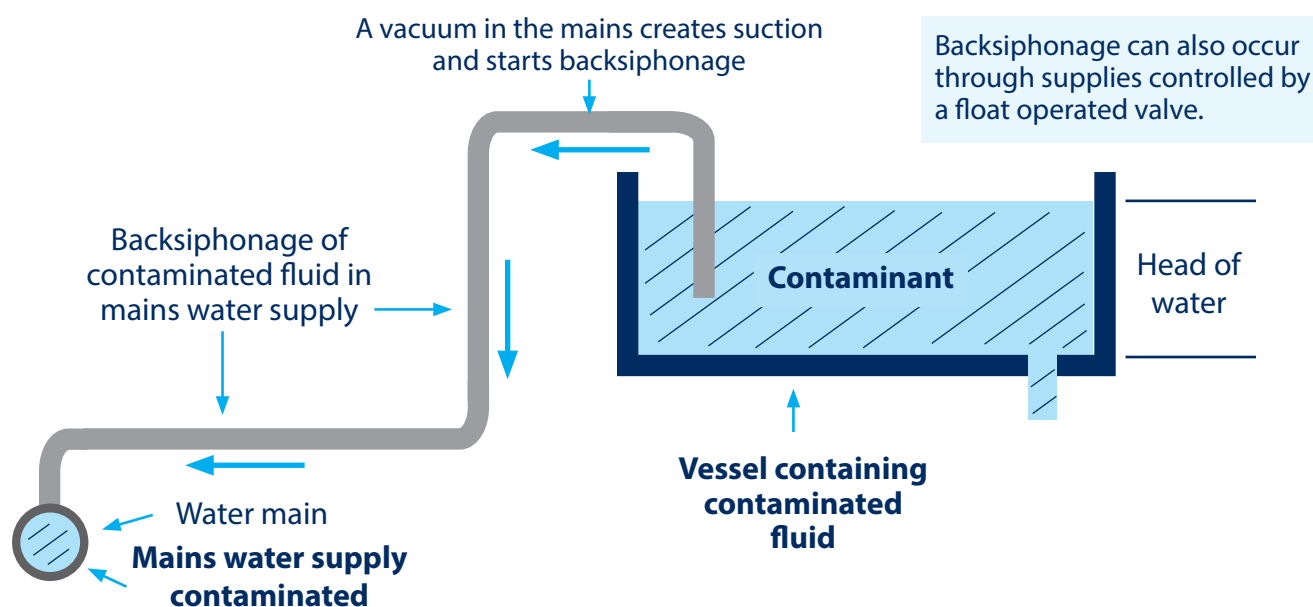 A vacuum in the mains creates suction
and starts backsiphonage
Backsiphonage can also occur
through supplies controlled by
a float operated valve.
Backsiphonage of
contaminated fluid in
mains water supply
Contaminant
Head of
water
Vessel containing
contaminated
fluid
Water main
Mains water supply
contaminated